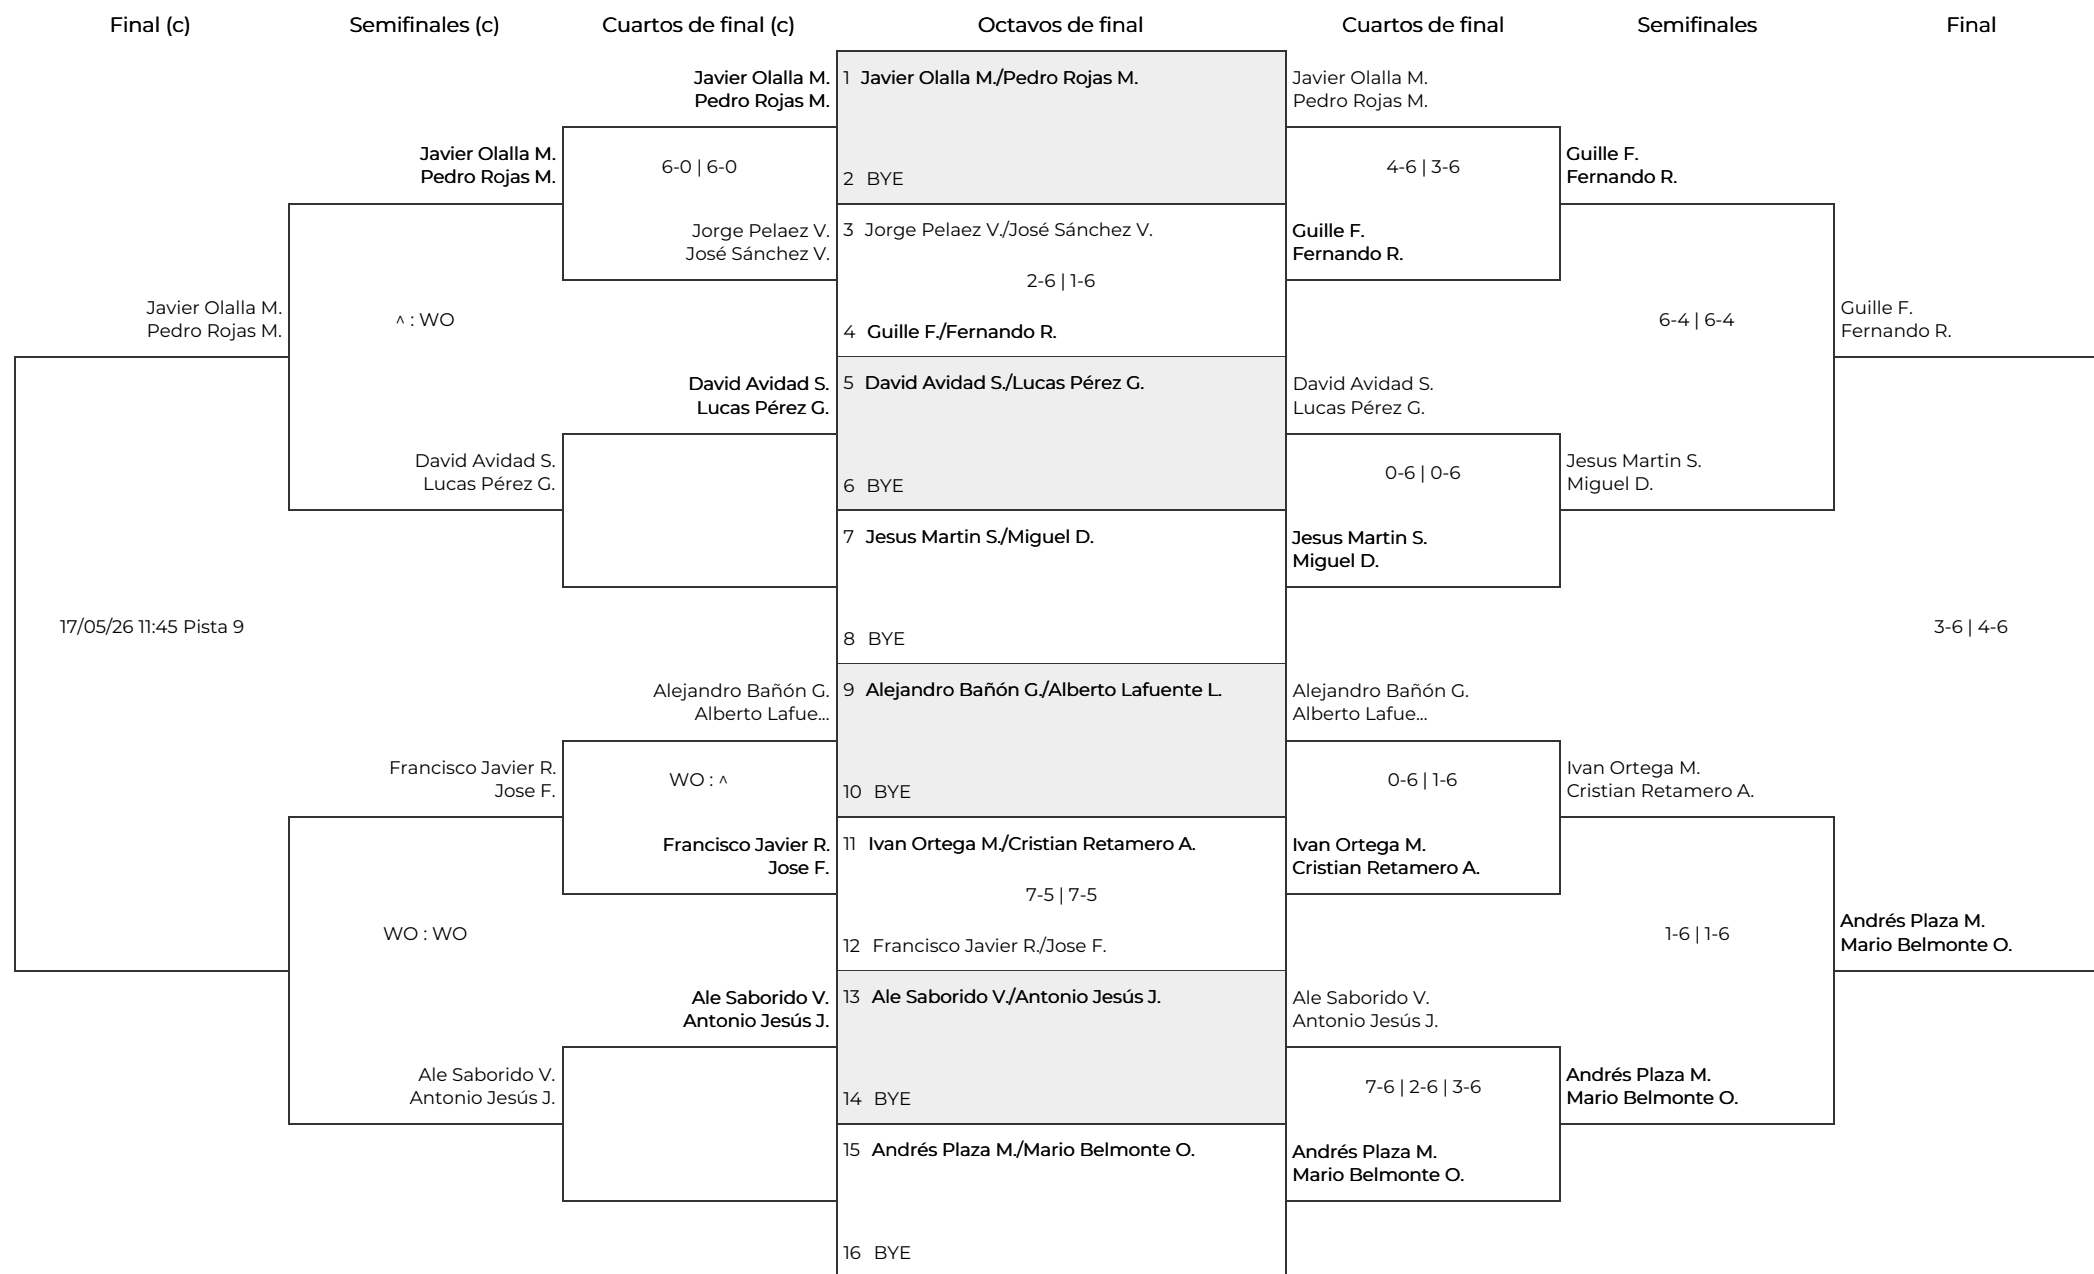 Final (c)
Semifinales (c)
Cuartos de final (c)
Octavos de final
Cuartos de final
Semifinales
Final
Javier Olalla M.
Pedro Rojas M.
1 Javier Olalla M./Pedro Rojas M.
Javier Olalla M.
Pedro Rojas M.
Javier Olalla M.
Pedro Rojas M.
6-0 | 6-0
2 BYE
4-6 | 3-6
Guille F.
Fernando R.
Jorge Pelaez V.
José Sánchez V.
3 Jorge Pelaez V./José Sánchez V.
Guille F.
Fernando R.
2-6 | 1-6
Javier Olalla M.
Pedro Rojas M.
^ : WO
4 Guille F./Fernando R.
6-4 | 6-4
Guille F.
Fernando R.
David Avidad S.
Lucas Pérez G.
5 David Avidad S./Lucas Pérez G.
David Avidad S.
Lucas Pérez G.
David Avidad S.
Lucas Pérez G.
6 BYE
0-6 | 0-6
Jesus Martin S.
Miguel D.
7 Jesus Martin S./Miguel D.
Jesus Martin S.
Miguel D.
17/05/26 11:45 Pista 9
8 BYE
3-6 | 4-6
Alejandro Bañón G.
Alberto Lafue...
9 Alejandro Bañón G./Alberto Lafuente L.
Alejandro Bañón G.
Alberto Lafue...
Francisco Javier R.
Jose F.
WO : ^
10 BYE
0-6 | 1-6
Ivan Ortega M.
Cristian Retamero A.
Francisco Javier R.
Jose F.
11 Ivan Ortega M./Cristian Retamero A.
Ivan Ortega M.
Cristian Retamero A.
7-5 | 7-5
WO : WO
12 Francisco Javier R./Jose F.
1-6 | 1-6
Andrés Plaza M.
Mario Belmonte O.
Ale Saborido V.
Antonio Jesús J.
13 Ale Saborido V./Antonio Jesús J.
Ale Saborido V.
Antonio Jesús J.
Ale Saborido V.
Antonio Jesús J.
14 BYE
7-6 | 2-6 | 3-6
Andrés Plaza M.
Mario Belmonte O.
15 Andrés Plaza M./Mario Belmonte O.
Andrés Plaza M.
Mario Belmonte O.
16 BYE